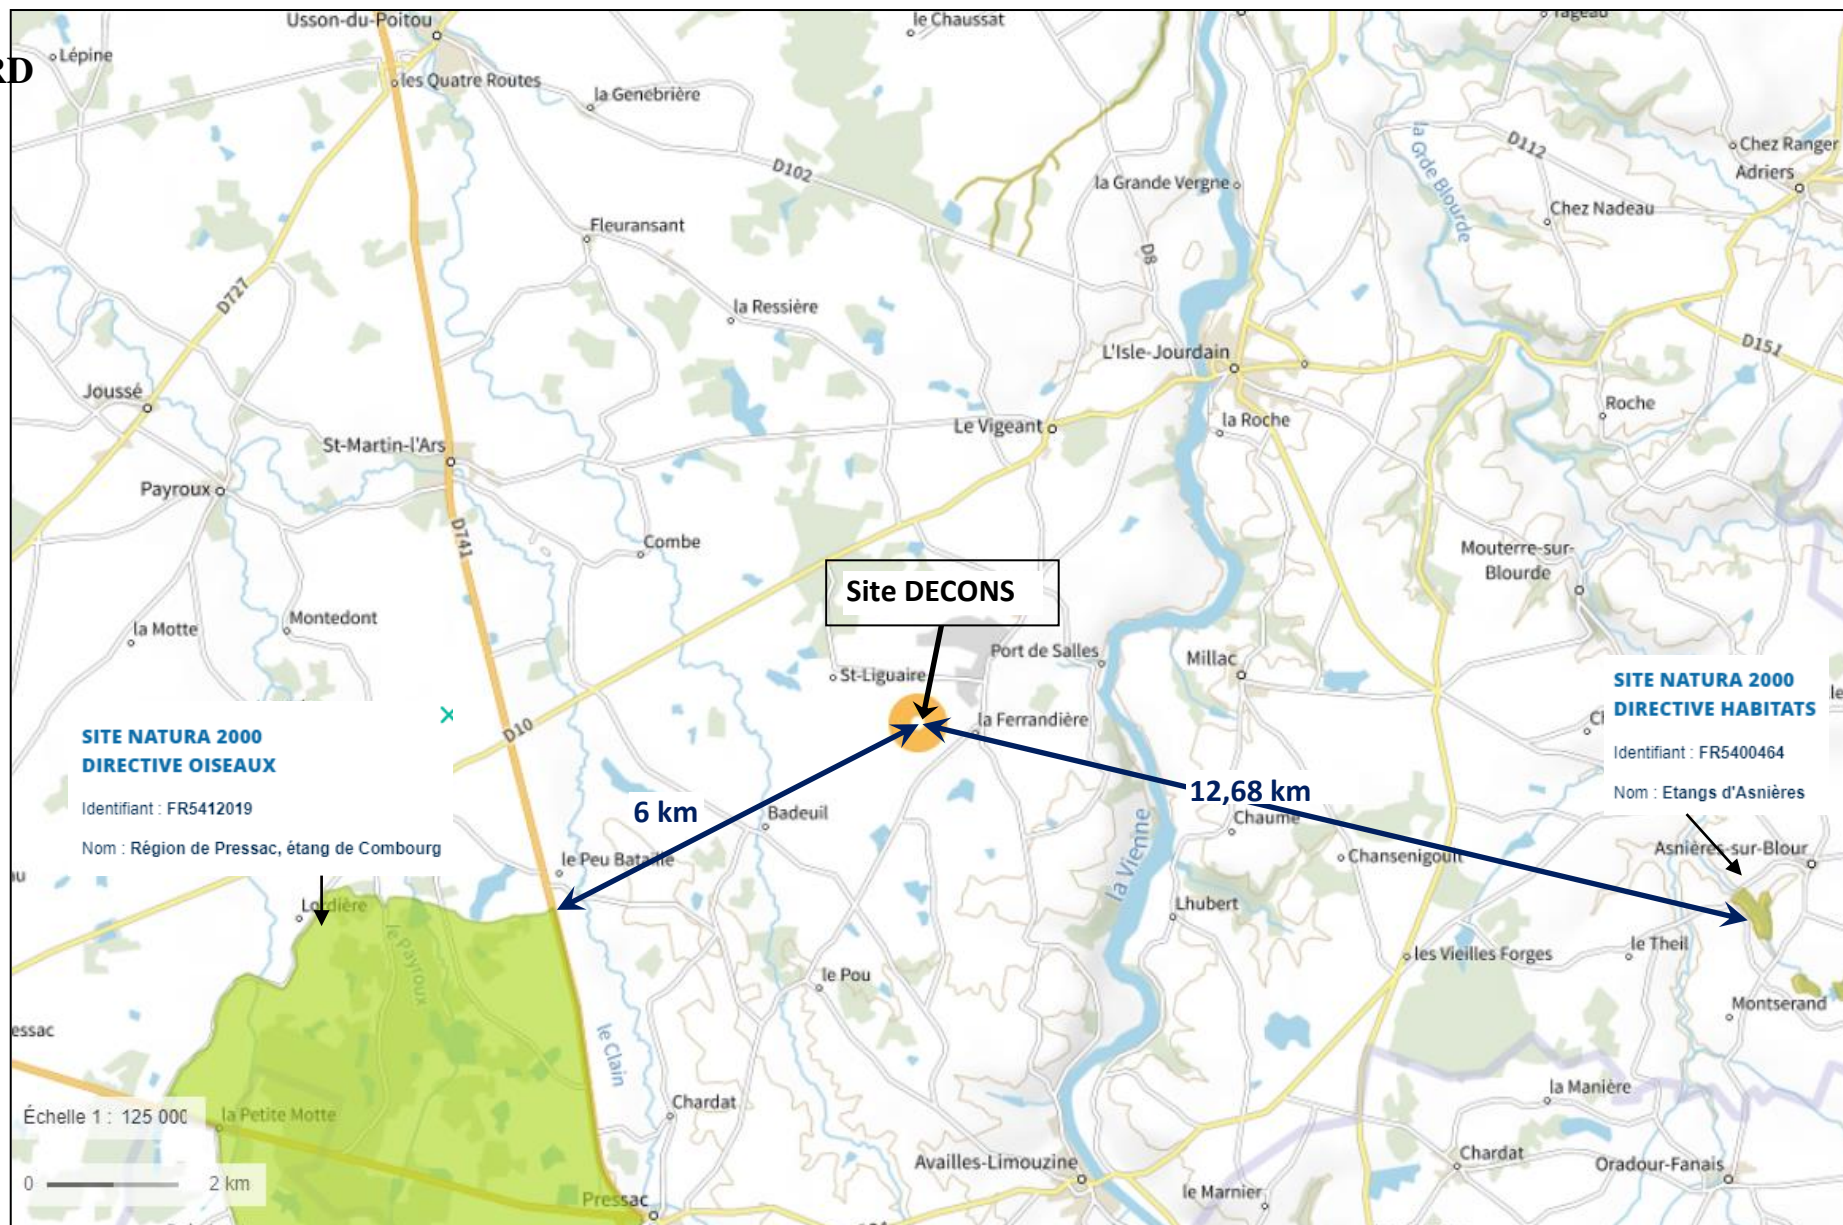 RD
Usson-du-Poitou
le Chaussat
Lépine
les Quatre Routes
la Genebrière
D102
la Grande Vergne
la Grde Blourde
D112
Chez Ranger
Adriers
Chez Nadeau
Fleuransant
D8
D727
la Ressière
L'Isle-Jourdain
D151
Joussé
Roche
la Roche
Le Vigeant
St-Martin-l'Ars
Payroux
D741
Combe
Mouterre-sur-
Blourde
Site DECONS
Montedont
la Motte
Port de Salles
Millac
St-Liguaire
la Ferrandière
SITE NATURA 2000
DIRECTIVE HABITATS
Identifiant : FR5400464
Nom : Etangs d'Asnières
SITE NATURA 2000
DIRECTIVE OISEAUX
Identifiant : FR5412019
Nom : Région de Pressac, étang de Combourg
D10
6 km
12,68 km
Badeuil
Chaume
le Peu Bataille
Chansenigout
Asnières-sur-Blour
la Vienne
Lordière
Lhubert
le Payroux
les Vieilles Forges
le Theil
le Pou
Montserand
essac
le Clain
la Manière
Échelle 1 : 125 000
la Petite Motte
Chardat
Chardat
Availles-Limouzine
Oradour-Fanais
0
2 km
Pressac
le Marnier